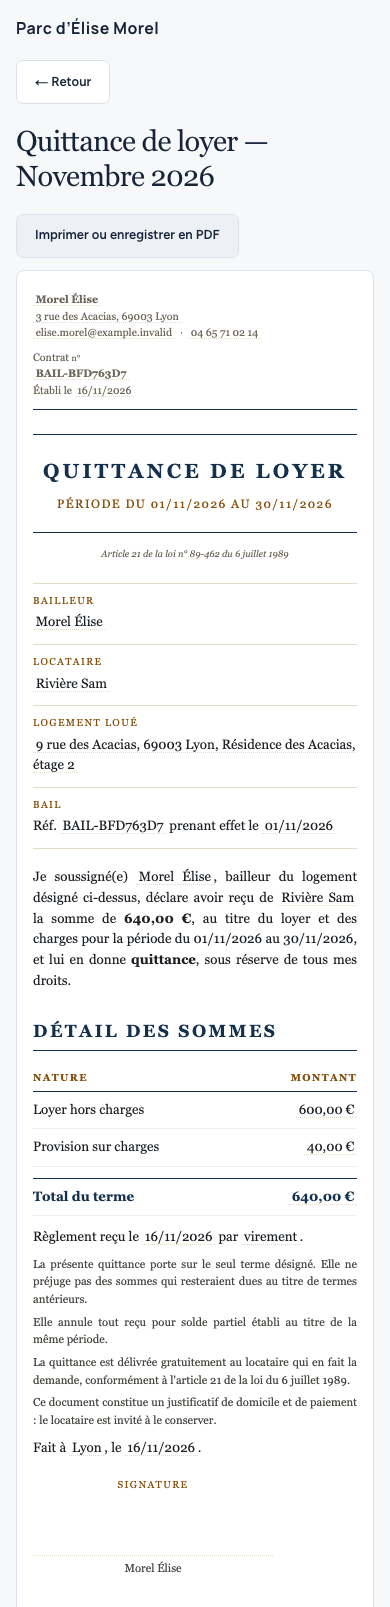 Parc d’Élise Morel
← Retour
Quittance de loyer —
Novembre 2026
Imprimer ou enregistrer en PDF
Morel Élise
3 rue des Acacias, 69003 Lyon
elise.morel@example.invalid · 04 65 71 02 14
Contrat n°
BAIL-BFD763D7
Établi le 16/11/2026
QUITTANCE DE LOYER
PÉRIODE DU 01/11/2026 AU 30/11/2026
Article 21 de la loi n° 89-462 du 6 juillet 1989
BAILLEUR
Morel Élise
LOCATAIRE
Rivière Sam
LOGEMENT LOUÉ
9 rue des Acacias, 69003 Lyon, Résidence des Acacias,
étage 2
BAIL
Réf. BAIL-BFD763D7 prenant effet le 01/11/2026
Je soussigné(e) Morel Élise, bailleur du logement
désigné ci-dessus, déclare avoir reçu de Rivière Sam
la somme de 640,00 €, au titre du loyer et des
charges pour la période du 01/11/2026 au 30/11/2026,
et lui en donne quittance, sous réserve de tous mes
droits.
DÉTAIL DES SOMMES
NATURE MONTANT
Loyer hors charges 600,00 €
Provision sur charges 40,00 €
Total du terme 640,00 €
Règlement reçu le 16/11/2026 par virement.
La présente quittance porte sur le seul terme désigné. Elle ne
préjuge pas des sommes qui resteraient dues au titre de termes
antérieurs.
Elle annule tout reçu pour solde partiel établi au titre de la
même période.
La quittance est délivrée gratuitement au locataire qui en fait la
demande, conformément à l'article 21 de la loi du 6 juillet 1989.
Ce document constitue un justificatif de domicile et de paiement
: le locataire est invité à le conserver.
Fait à Lyon, le 16/11/2026.
SIGNATURE
Morel Élise